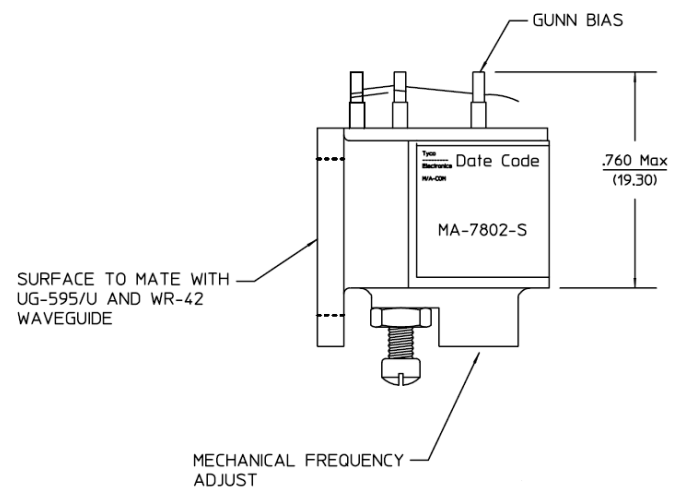 GUNN BIAS
Tyco
Electronics
M/A-COM
Date Code
.760 Max
(19.30)
MA-7802-S
SURFACE TO MATE WITH
UG-595/U AND WR-42
WAVEGUIDE
MECHANICAL FREQUENCY
ADJUST